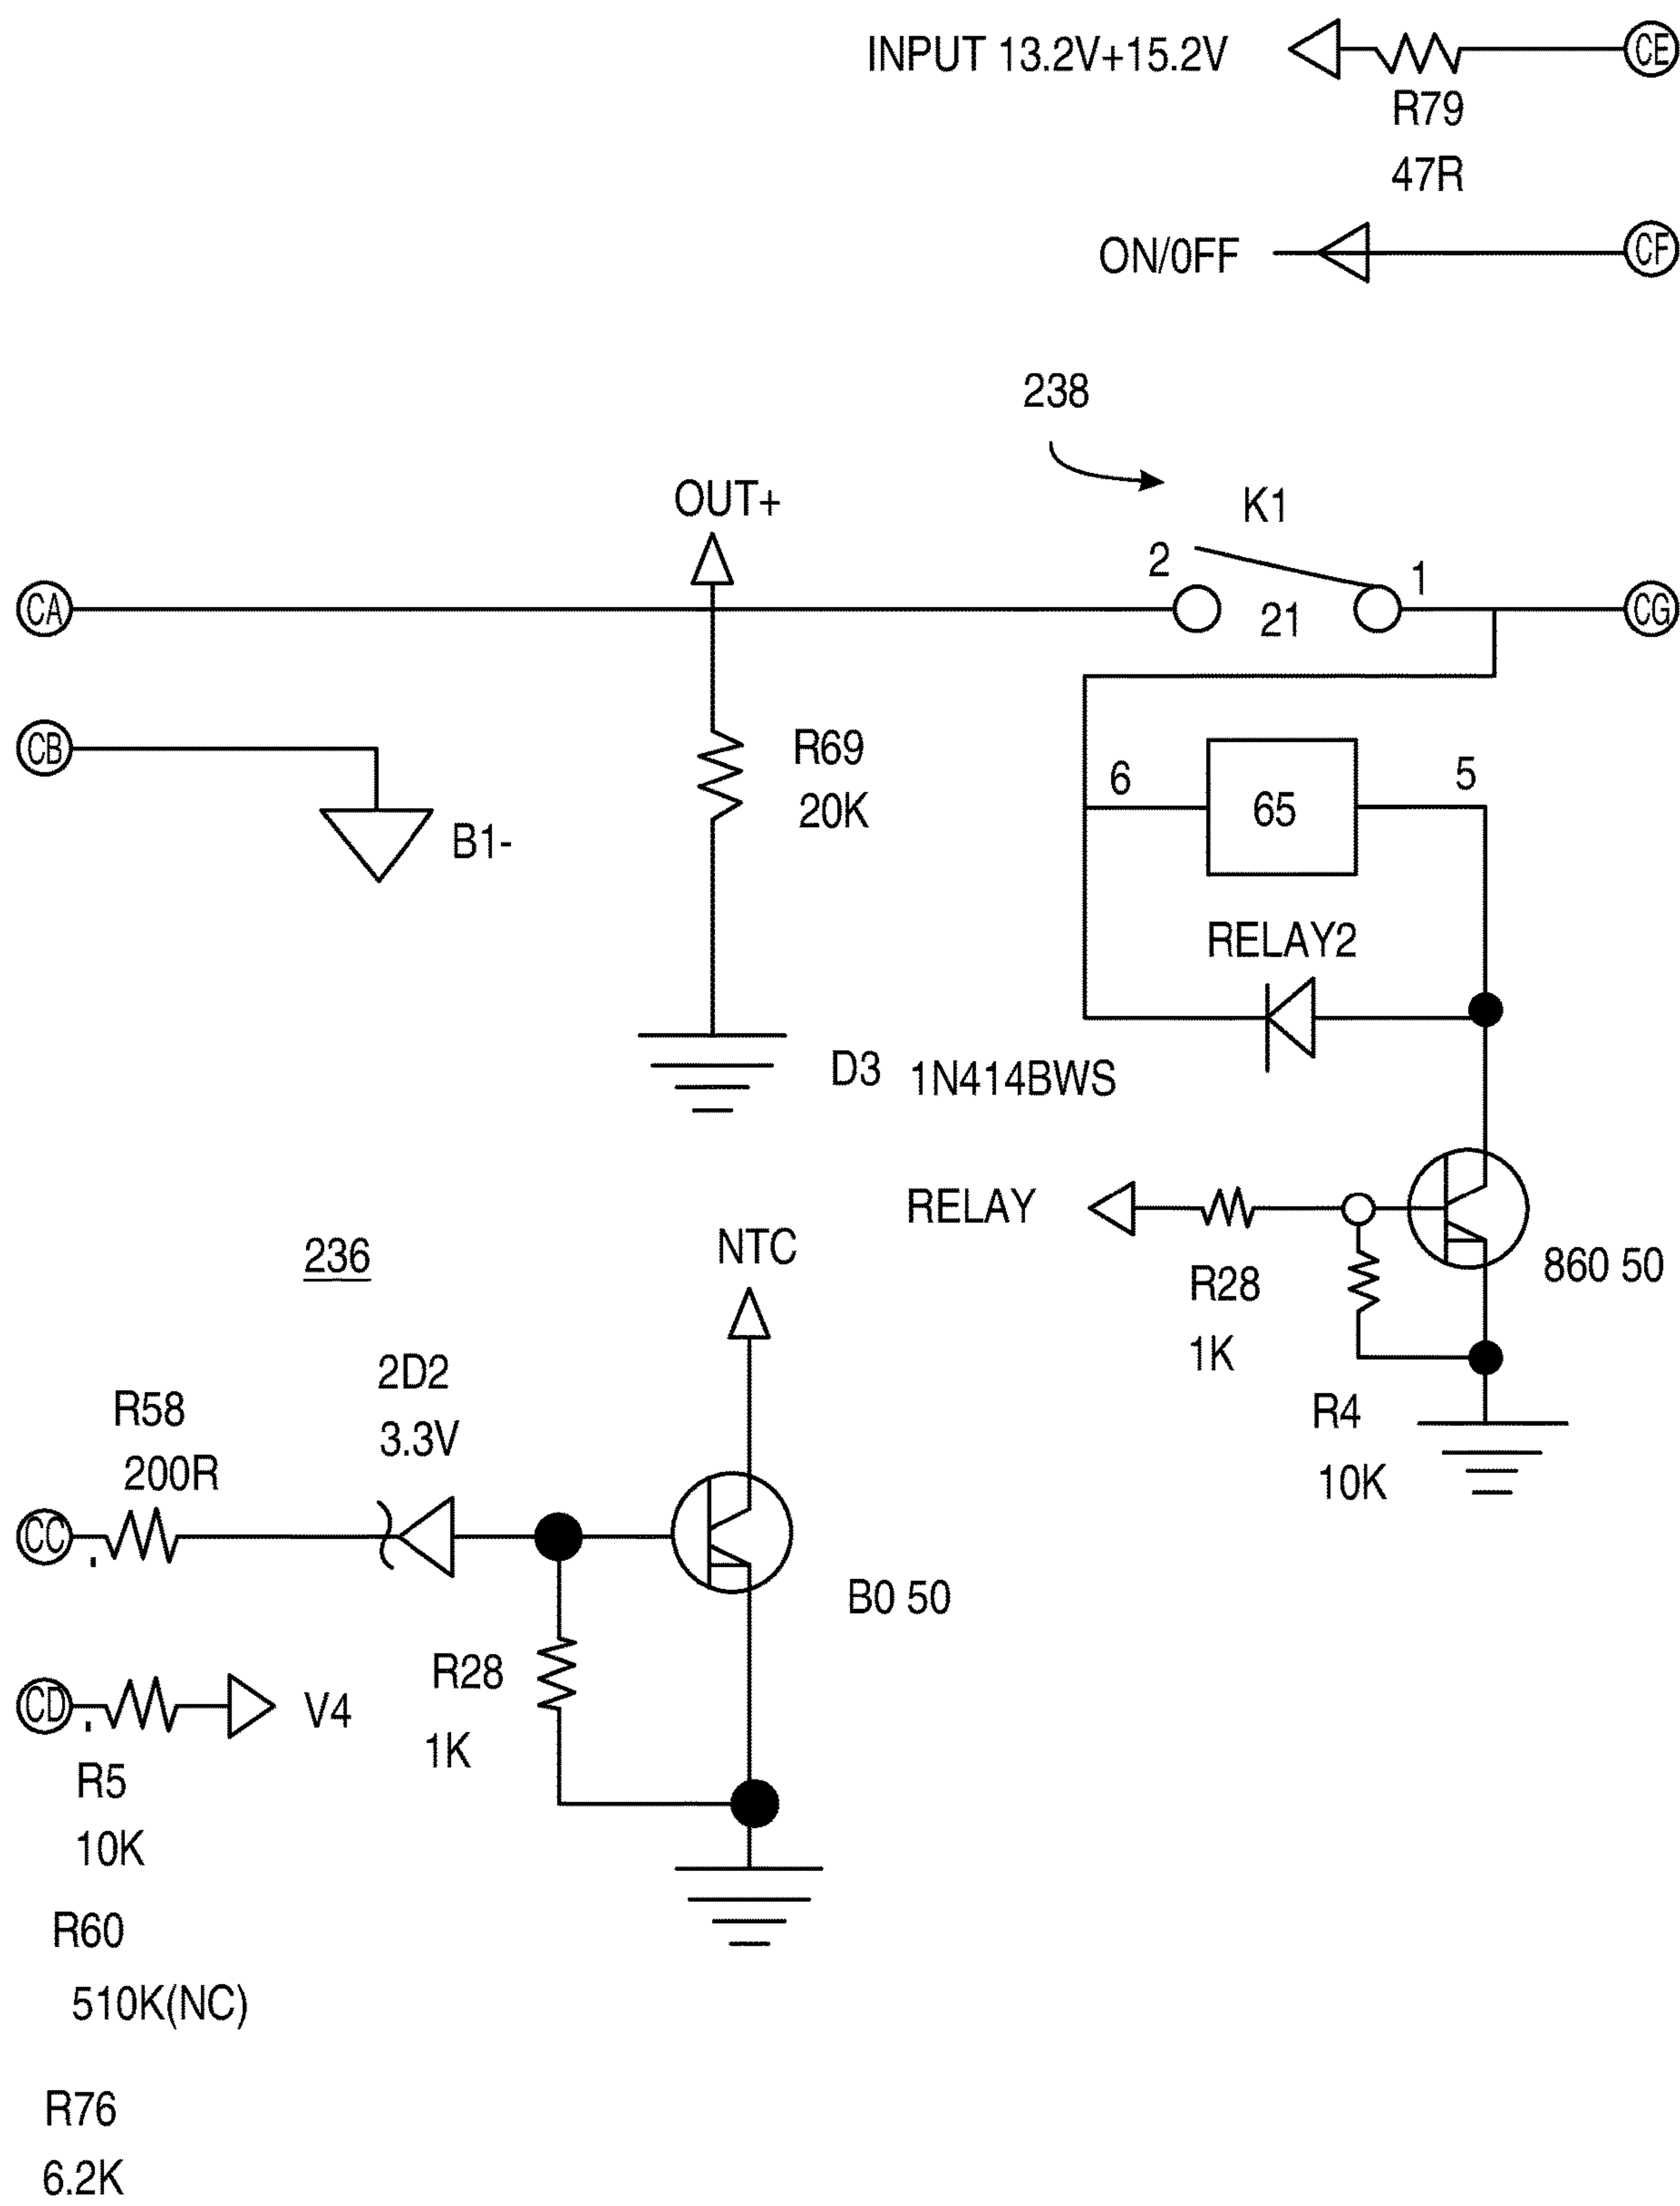 INPUT 13.2V+15.2V
CE
R79
47R
ON/0FF
CF
238
OUT+
K1
2
1
CA
21
CG
CB
R69
20K
B1-
6
65
5
RELAY2
D3 1N414BWS
RELAY
236
NTC
R28
1K
860 50
R4
10K
2D2
3.3V
R58
200R
CC
B0 50
CD
V4
R28
1K
R5
10K
R60
510K(NC)
R76
6.2K